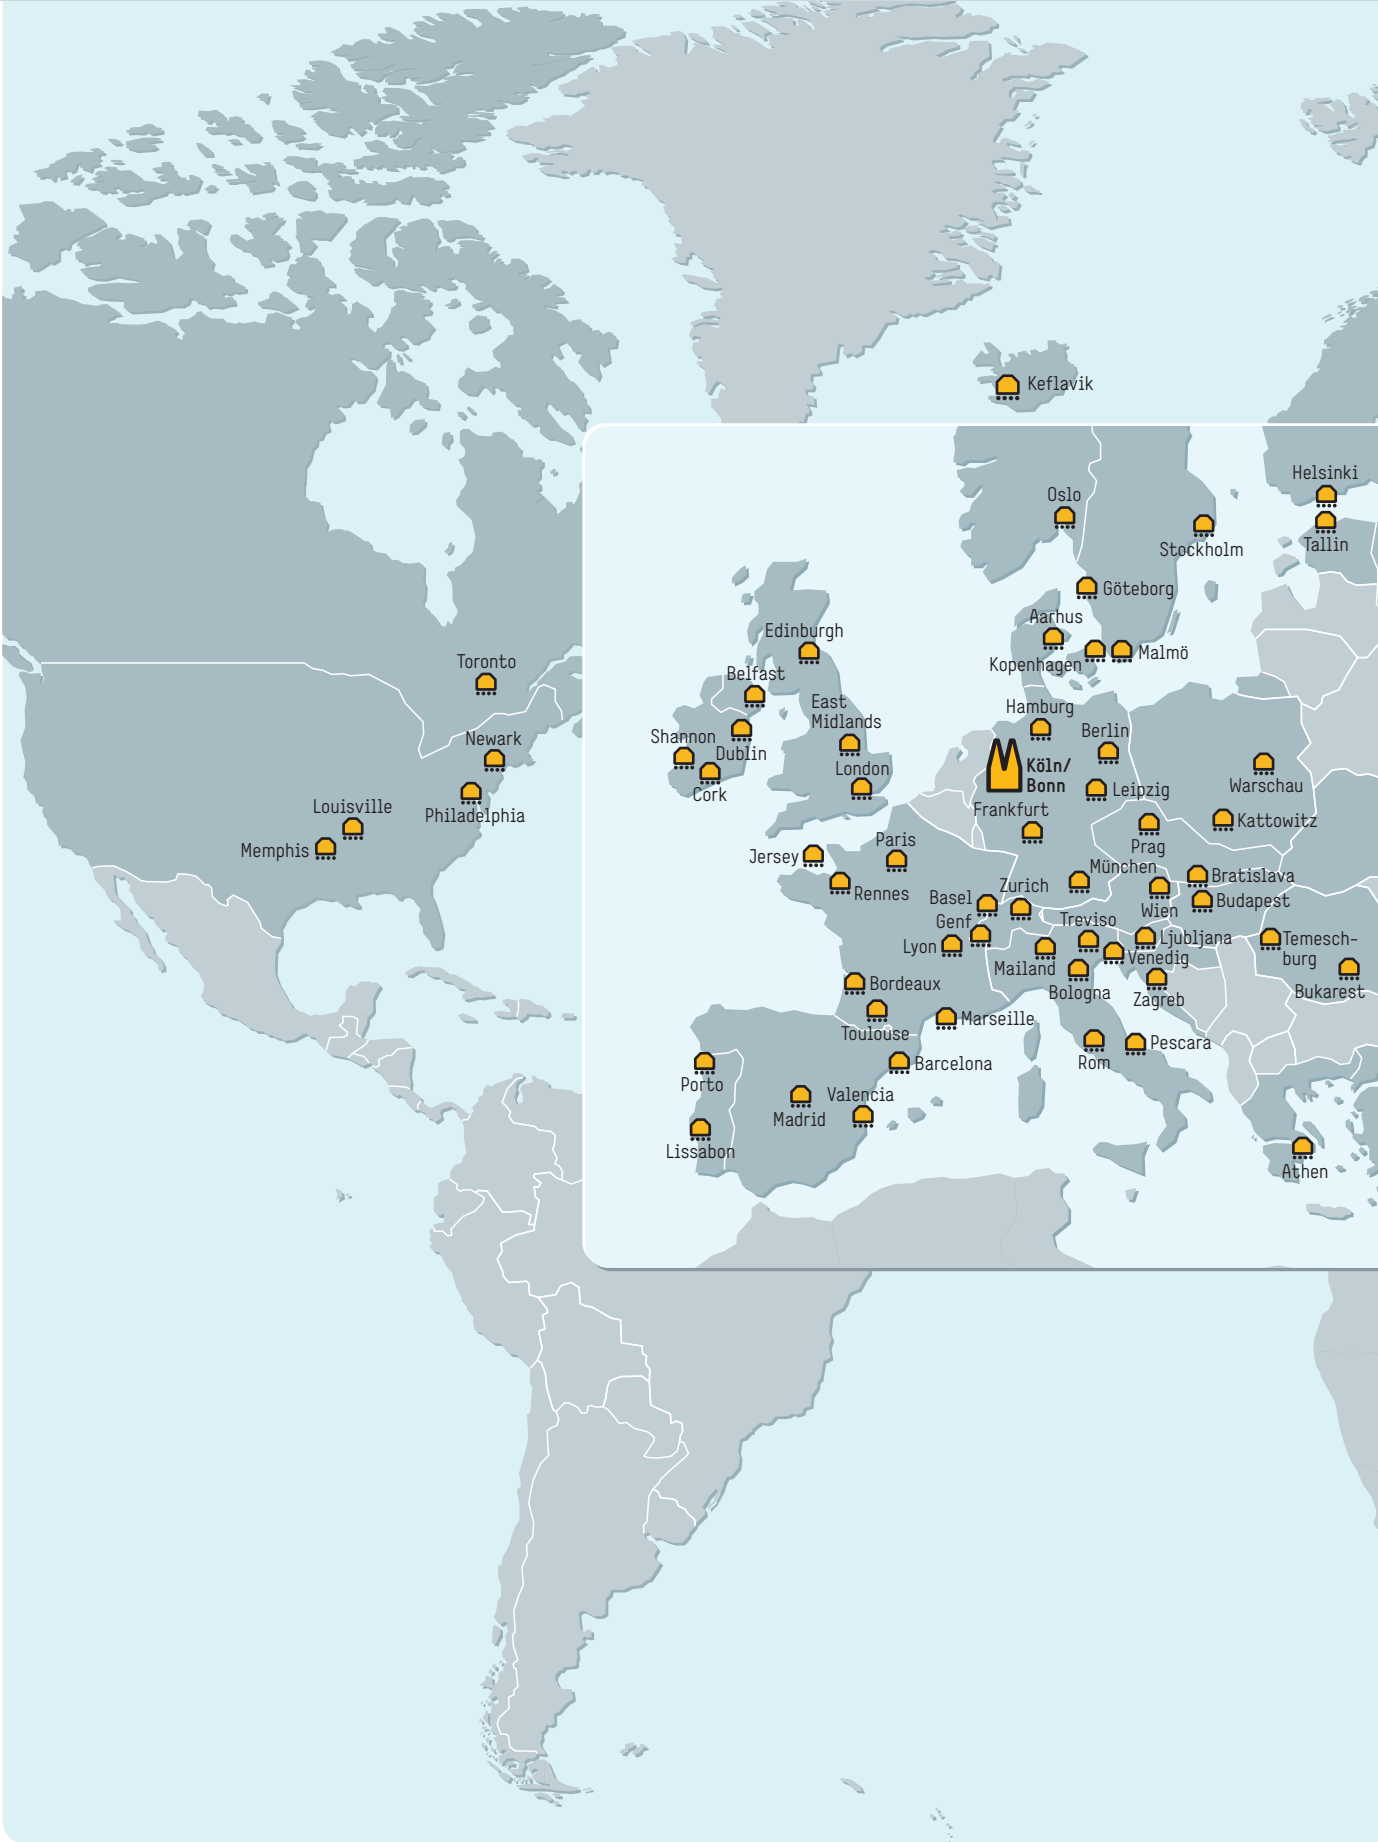 Keflavik
Helsinki
Oslo
Tallin
Stockholm
Göteborg
Aarhus
Edinburgh
Malmö
Kopenhagen
Toronto
Belfast
East
Midlands
Hamburg
Berlin
Newark
Shannon
Dublin
London
Köln/
Bonn
Warschau
Leipzig
Cork
Louisville
Philadelphia
Frankfurt
Kattowitz
Memphis
Paris
Prag
Jersey
München
Bratislava
Zurich
Rennes
Basel
Budapest
Wien
Genf
Treviso
Ljubljana
Temesch-
burg
Lyon
Venedig
Mailand
Bordeaux
Bologna
Zagreb
Bukarest
Marseille
Toulouse
Pescara
Rom
Barcelona
Porto
Valencia
Madrid
Lissabon
Athen